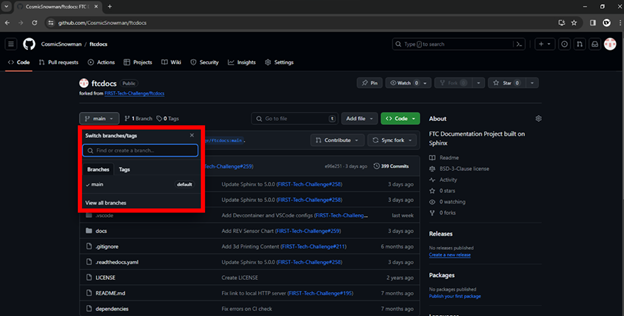 CosmicSnowman/ftcdocs: FTC D
github.com/CosmicSnowman/ftcdocs
CosmicSnowman / ftcdocs
Type / to search
Code Pull requests Actions Projects Wiki Security Insights Settings
ftcdocs Public
forked from FIRST-Tech-Challenge/ftcdocs
Pin Watch 0 Fork Star 0
main 1 Branch 0 Tags
Go to file
Add file
Code
Switch branches/tags
Find or create a branch...
Branches Tags
main default
View all branches
Contribute Sync fork
-Tech-Challenge#259) · 3 days ago 399 Commits
Update Sphinx to 5.0.0 (FIRST-Tech-Challenge#258) 3 days ago
Update Sphinx to 5.0.0 (FIRST-Tech-Challenge#258) 3 days ago
Add Devcontainer and VSCode configs (FIRST-Tech-Challenge... last week
docs Add REV Sensor Chart (FIRST-Tech-Challenge#259) 3 days ago
.gitignore Add 3d Printing Content (FIRST-Tech-Challenge#211) 6 months ago
.readthedocs.yaml Update Sphinx to 5.0.0 (FIRST-Tech-Challenge#258) 3 days ago
LICENSE Create LICENSE 2 years ago
README.md Fix link to local HTTP server (FIRST-Tech-Challenge#195) 7 months ago
dependencies Fixes errors on CI check 7 months ago
About
FTC Documentation Project built on
Sphinx
Readme
BSD-3-Clause license
Activity
0 stars
0 watching
0 forks
Releases
No releases published
Create a new release
Packages
No packages published
Publish your first package